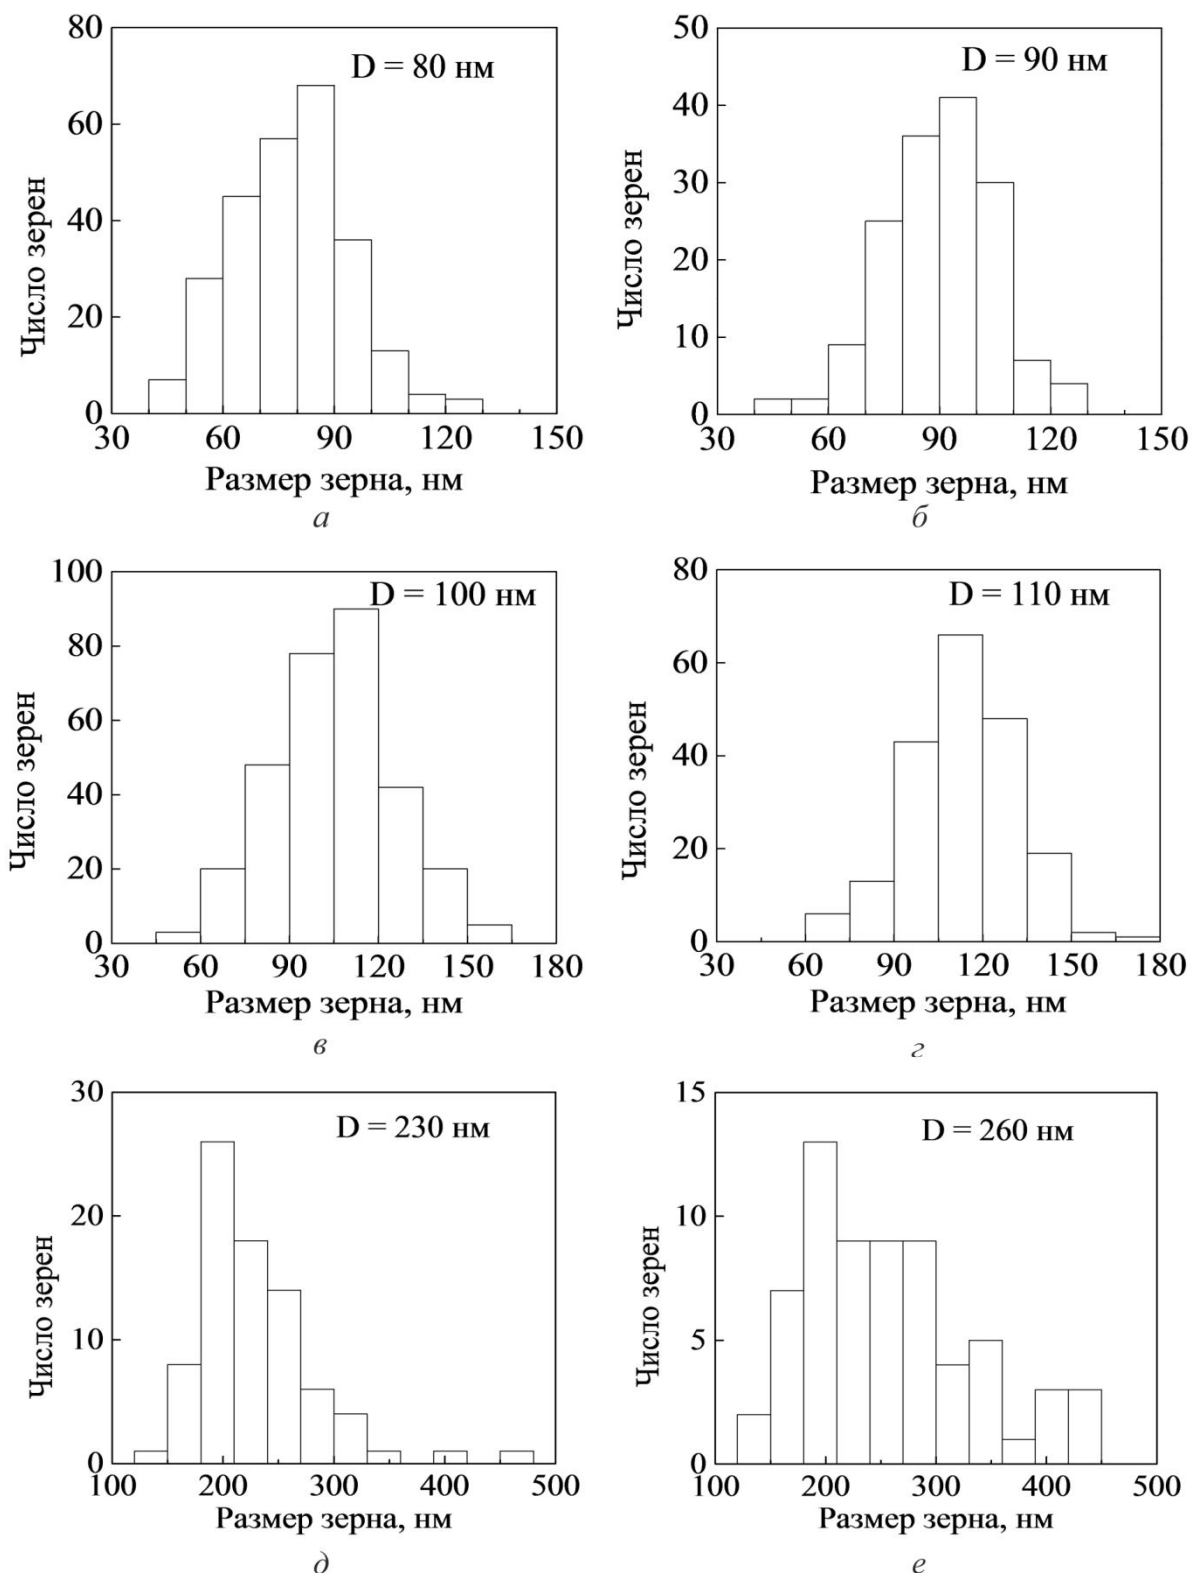 80
60
40
20
0
Число зерен
D = 80 нм
30 60 90 120 150
Размер зерна, нм
а
50
40
30
20
10
0
Число зерен
D = 90 нм
30 60 90 120 150
Размер зерна, нм
б
100
80
60
40
20
0
Число зерен
D = 100 нм
30 60 90 120 150 180
Размер зерна, нм
в
80
60
40
20
0
Число зерен
D = 110 нм
30 60 90 120 150 180
Размер зерна, нм
г
30
20
10
0
Число зерен
D = 230 нм
100 200 300 400 500
Размер зерна, нм
д
15
10
5
0
Число зерен
D = 260 нм
100 200 300 400 500
Размер зерна, нм
е